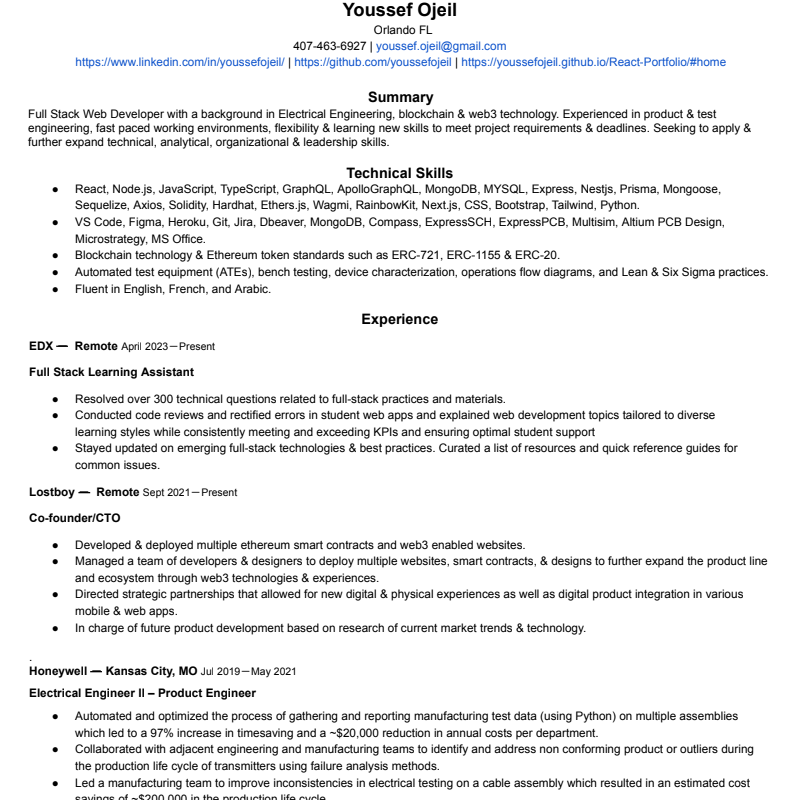 Youssef Ojeil
Orlando FL
407-463-6927 | youssef.ojeil@gmail.com
https://www.linkedin.com/in/youssefojeil/ | https://github.com/youssefojeil | https://youssefojeil.github.io/React-Portfolio/#home
Summary
Full Stack Web Developer with a background in Electrical Engineering, blockchain & web3 technology. Experienced in product & test
engineering, fast paced working environments, flexibility & learning new skills to meet project requirements & deadlines. Seeking to apply &
further expand technical, analytical, organizational & leadership skills.
Technical Skills
● React, Node.js, JavaScript, TypeScript, GraphQL, ApolloGraphQL, MongoDB, MYSQL, Express, Nestjs, Prisma, Mongoose,
Sequelize, Axios, Solidity, Hardhat, Ethers.js, Wagmi, RainbowKit, Next.js, CSS, Bootstrap, Tailwind, Python.
● VS Code, Figma, Heroku, Git, Jira, Dbeaver, MongoDB, Compass, ExpressSCH, ExpressPCB, Multisim, Altium PCB Design,
Microstrategy, MS Office.
● Blockchain technology & Ethereum token standards such as ERC-721, ERC-1155 & ERC-20.
● Automated test equipment (ATEs), bench testing, device characterization, operations flow diagrams, and Lean & Six Sigma practices.
● Fluent in English, French, and Arabic.
Experience
EDX — Remote April 2023—Present
Full Stack Learning Assistant
● Resolved over 300 technical questions related to full-stack practices and materials.
● Conducted code reviews and rectified errors in student web apps and explained web development topics tailored to diverse
learning styles while consistently meeting and exceeding KPIs and ensuring optimal student support
● Stayed updated on emerging full-stack technologies & best practices. Curated a list of resources and quick reference guides for
common issues.
Lostboy — Remote Sept 2021—Present
Co-founder/CTO
● Developed & deployed multiple ethereum smart contracts and web3 enabled websites.
● Managed a team of developers & designers to deploy multiple websites, smart contracts, & designs to further expand the product line
and ecosystem through web3 technologies & experiences.
● Directed strategic partnerships that allowed for new digital & physical experiences as well as digital product integration in various
mobile & web apps.
● In charge of future product development based on research of current market trends & technology.
.
Honeywell — Kansas City, MO Jul 2019—May 2021
Electrical Engineer II – Product Engineer
● Automated and optimized the process of gathering and reporting manufacturing test data (using Python) on multiple assemblies
which led to a 97% increase in timesaving and a ~$20,000 reduction in annual costs per department.
● Collaborated with adjacent engineering and manufacturing teams to identify and address non conforming product or outliers during
the production life cycle of transmitters using failure analysis methods.
● Led a manufacturing team to improve inconsistencies in electrical testing on a cable assembly which resulted in an estimated cost
savings of ~$200,000 in the production life cycle.